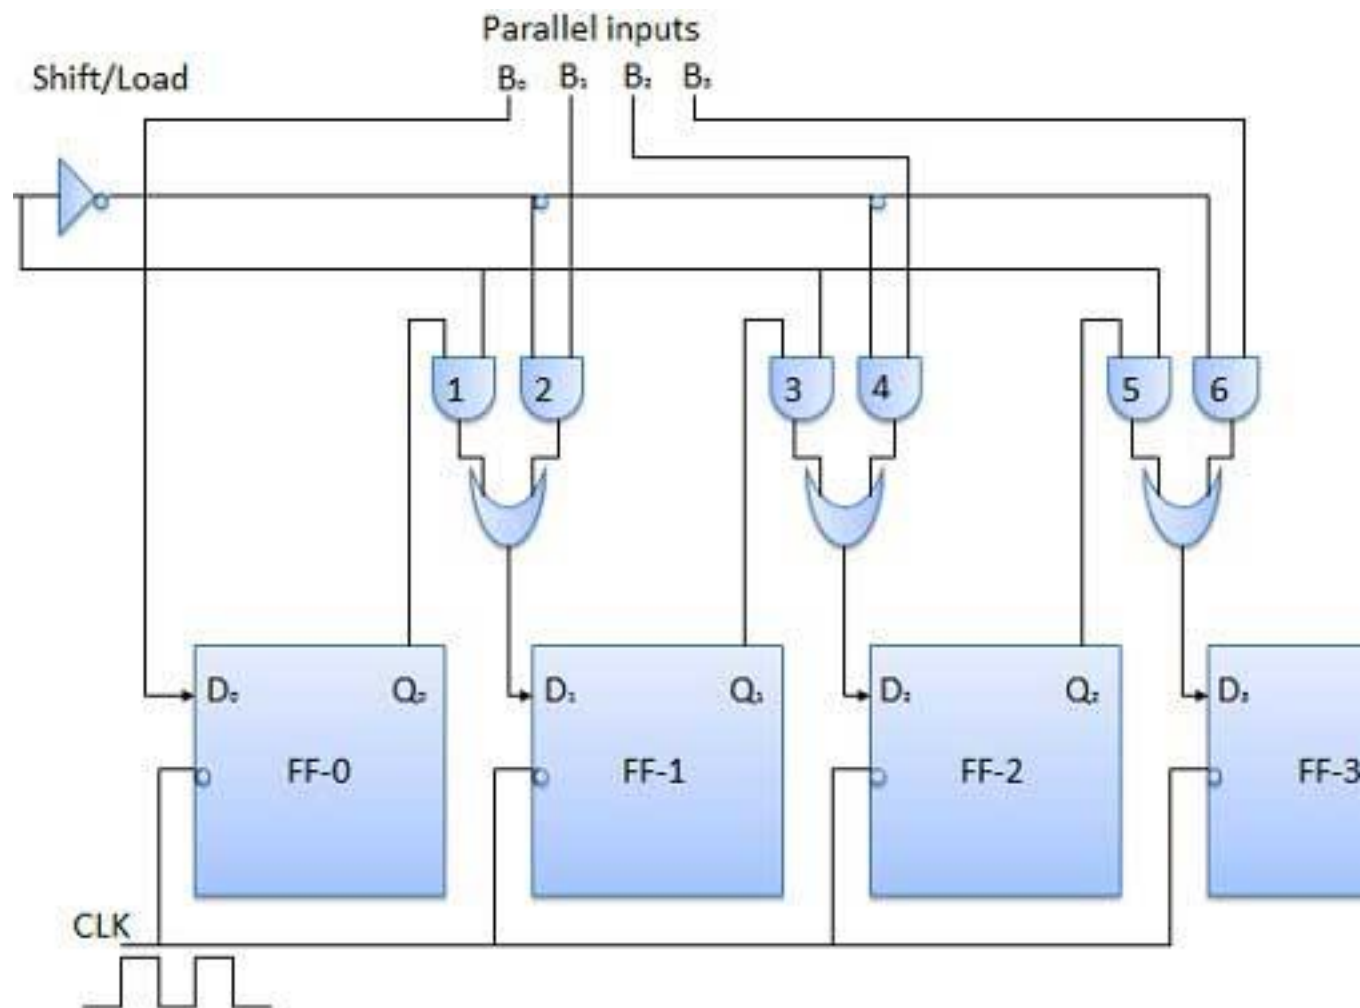 Parallel inputs
Shift/Load
B₀ B₁ B₂ B₃
1 2 3 4 5 6
D₀ Q₀ D₁ Q₁ D₂ Q₂ D₃
FF-0 FF-1 FF-2 FF-3
CLK